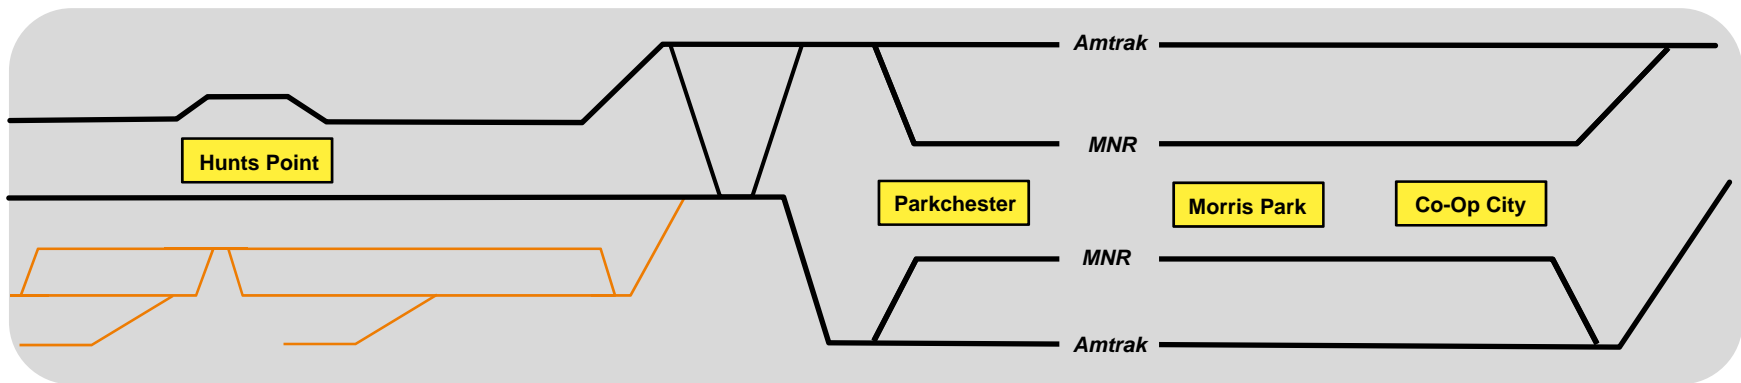 Amtrak
MNR
Hunts Point
Parkchester
Morris Park
Co-Op City
MNR
Amtrak